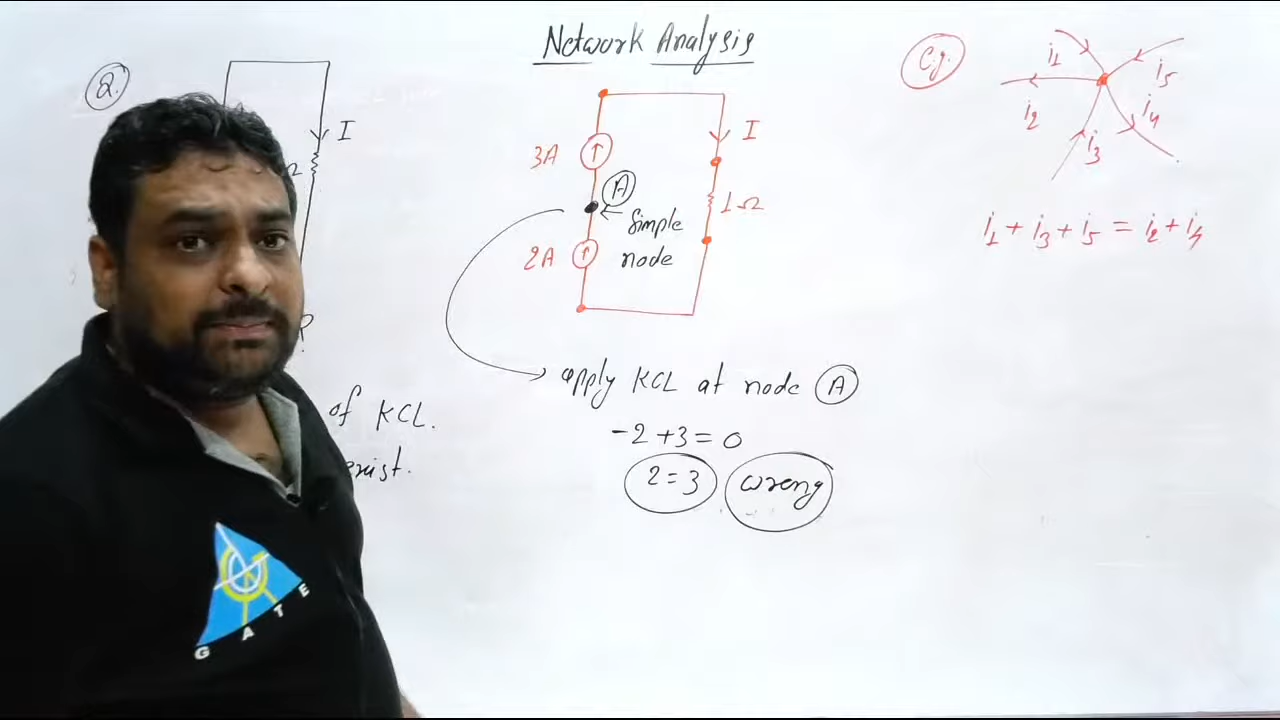 Network Analysis
Q.
I
Ω
?
of KCL.
exist.
3A
A
Simple
node
2A
I
1Ω
apply KCL at node A
-2+3=0
2=3 wrong
e.g.
i1
i2
i3
i4
i5
i1 + i3 + i5 = i2 + i4
GATE